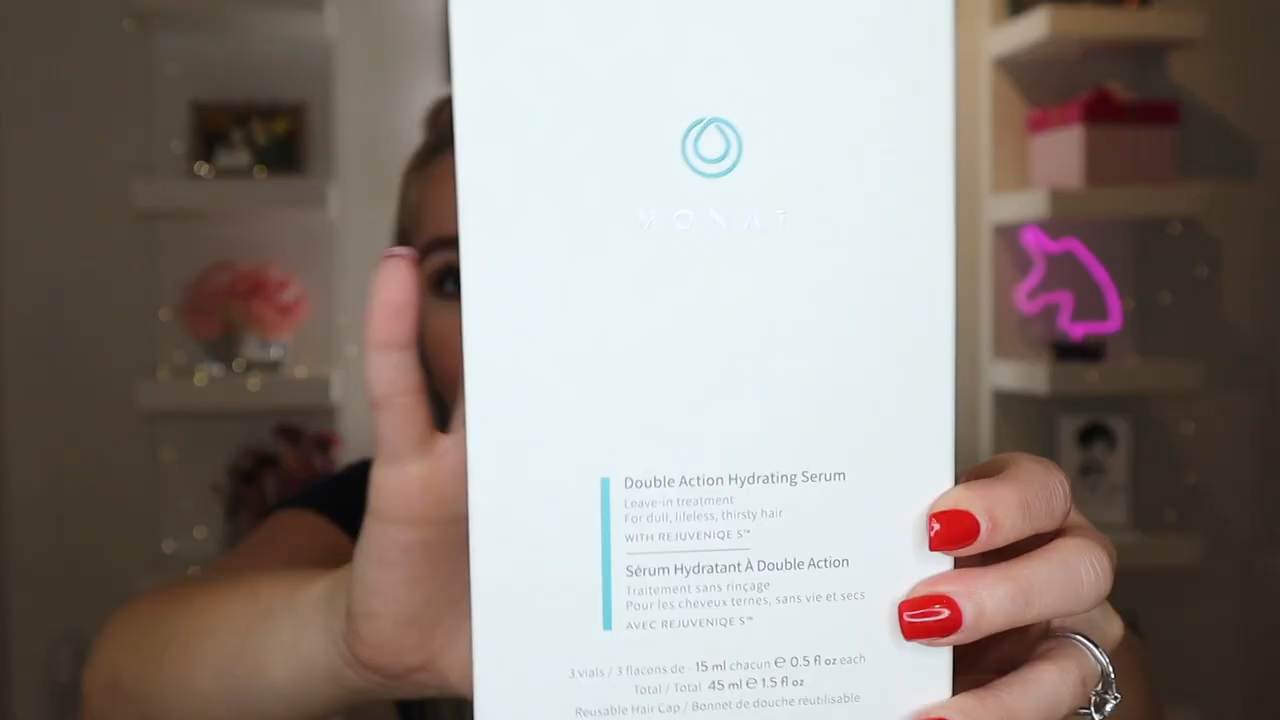 MONAT
Double Action Hydrating Serum
Leave-in treatment
For dull, lifeless, thirsty hair
WITH REJUVENIQE S™
Sérum Hydratant À Double Action
Traitement sans rinçage
Pour les cheveux ternes, sans vie et secs
AVEC REJUVENIQE S™
3 vials / 3 flacons de - 15 ml chacun ℮ 0.5 fl oz each
Total / Total 45 ml ℮ 1.5 fl oz
Reusable Hair Cap / Bonnet de douche reutilisable